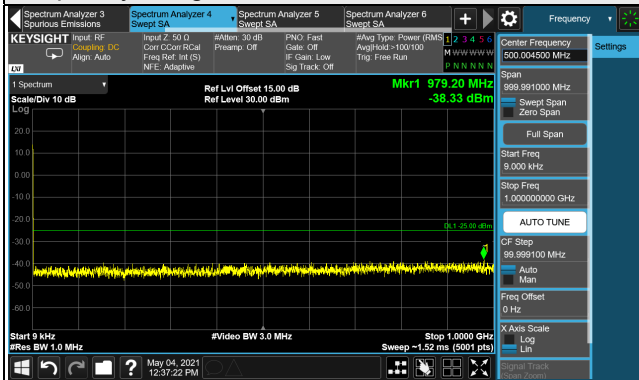 Spectrum Analyzer 3
Spurious Emissions
Spectrum Analyzer 4
Swept SA
Spectrum Analyzer 5
Swept SA
Spectrum Analyzer 6
Swept SA
+
Frequency
KEYSIGHT
Input: RF
Coupling: DC
Align: Auto
Input Z: 50 Ω
Corr CCorr RCal
Freq Ref: Int (S)
NFE: Adaptive
#Atten: 30 dB
Preamp: Off
PNO: Fast
Gate: Off
IF Gain: Low
Sig Track: Off
#Avg Type: Power (RMS
Avg|Hold:>100/100
Trig: Free Run
1 2 3 4 5 6
M W W W W W
P N N N N N
LXI
1 Spectrum
Scale/Div 10 dB
Log
Ref Lvl Offset 15.00 dB
Ref Level 30.00 dBm
Mkr1 979.20 MHz
-38.33 dBm
20.0
10.0
0.00
-10.0
-20.0
-30.0
-40.0
-50.0
-60.0
DL1 -25.00 dBm
1
Start 9 kHz
#Res BW 1.0 MHz
#Video BW 3.0 MHz
Stop 1.0000 GHz
Sweep ~1.52 ms (5001 pts)
May 04, 2021
12:37:22 PM
?
Settings
Center Frequency
500.004500 MHz
Span
999.991000 MHz
Swept Span
Zero Span
Full Span
Start Freq
9.000 kHz
Stop Freq
1.000000000 GHz
AUTO TUNE
CF Step
99.999100 MHz
Auto
Man
Freq Offset
0 Hz
X Axis Scale
Log
Lin
Signal Track
(Span Zoom)